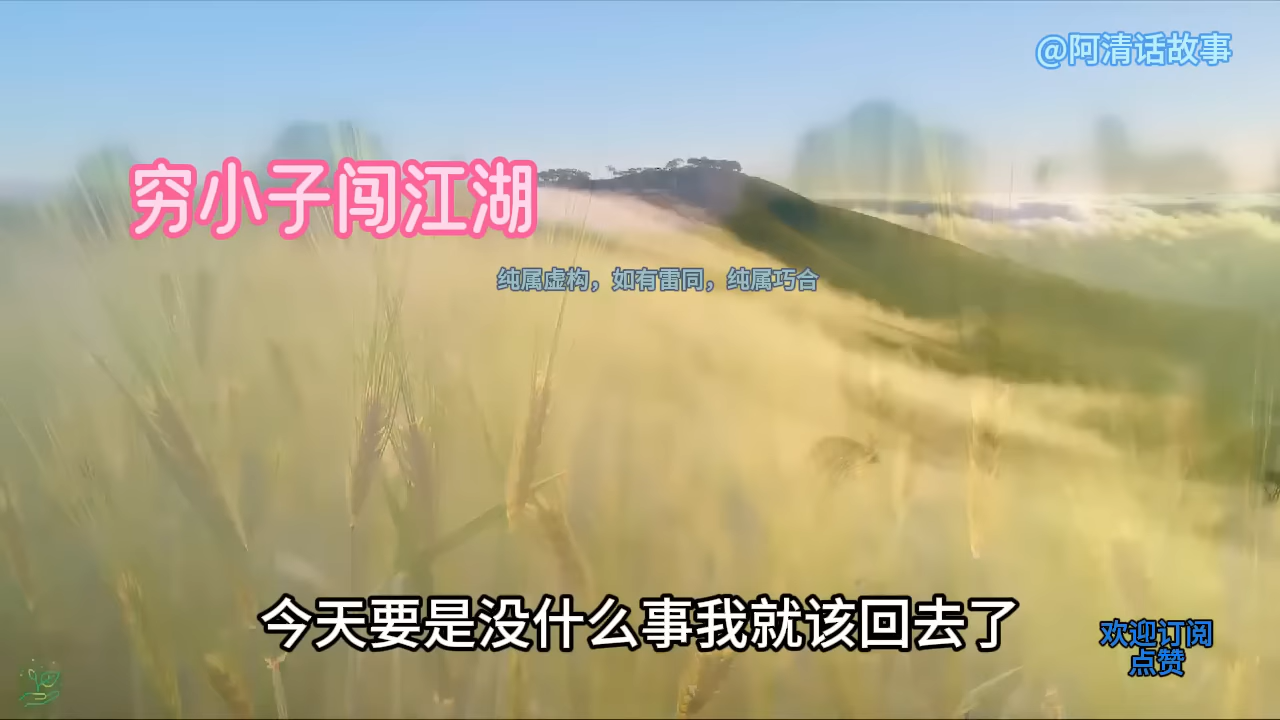 @阿清话故事
穷小子闯江湖
纯属虚构，如有雷同，纯属巧合
今天要是没什么事我就该回去了
欢迎订阅
点赞